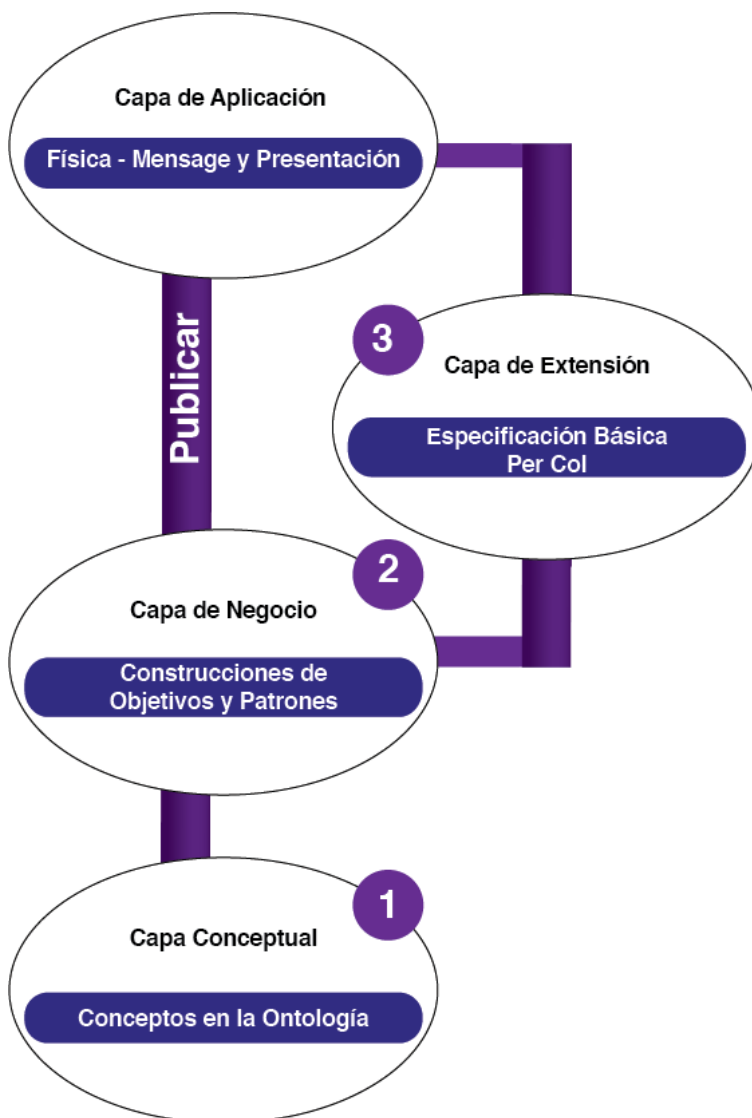 Capa de Aplicación
Física - Mensage y Presentación
Publicar
3
Capa de Extensión
Especificación Básica
Per Col
2
Capa de Negocio
Construcciones de
Objetivos y Patrones
1
Capa Conceptual
Conceptos en la Ontología